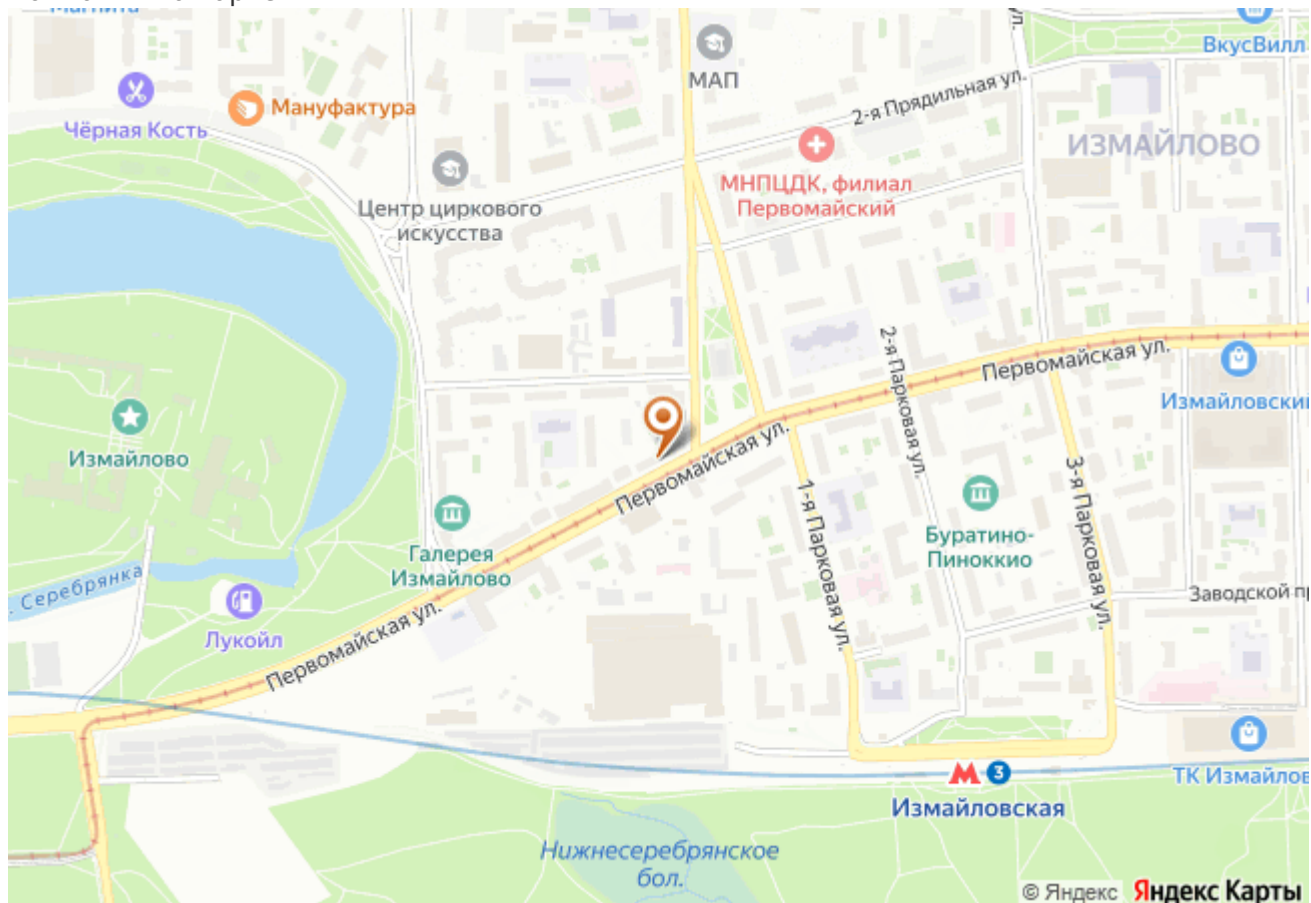 ВкусВилл
МАП
2-я Прядильная ул.
Мануфактура
Чёрная Кость
ИЗМАЙЛОВО
МНПЦДК, филиал
Первомайский
Центр циркового
искусства
Первомайская ул.
2-я Парковая ул.
Измайловский
Измайлово
Первомайская ул.
3-я Парковая ул.
1-я Парковая ул.
Буратино-
Пиноккио
Галерея
Измайлово
Серебрянка
Заводской п
Лукойл
Первомайская ул.
М 3
ТК Измайлов
Измайловская
Нижнесеребрянское
бол.
© Яндекс Яндекс Карты